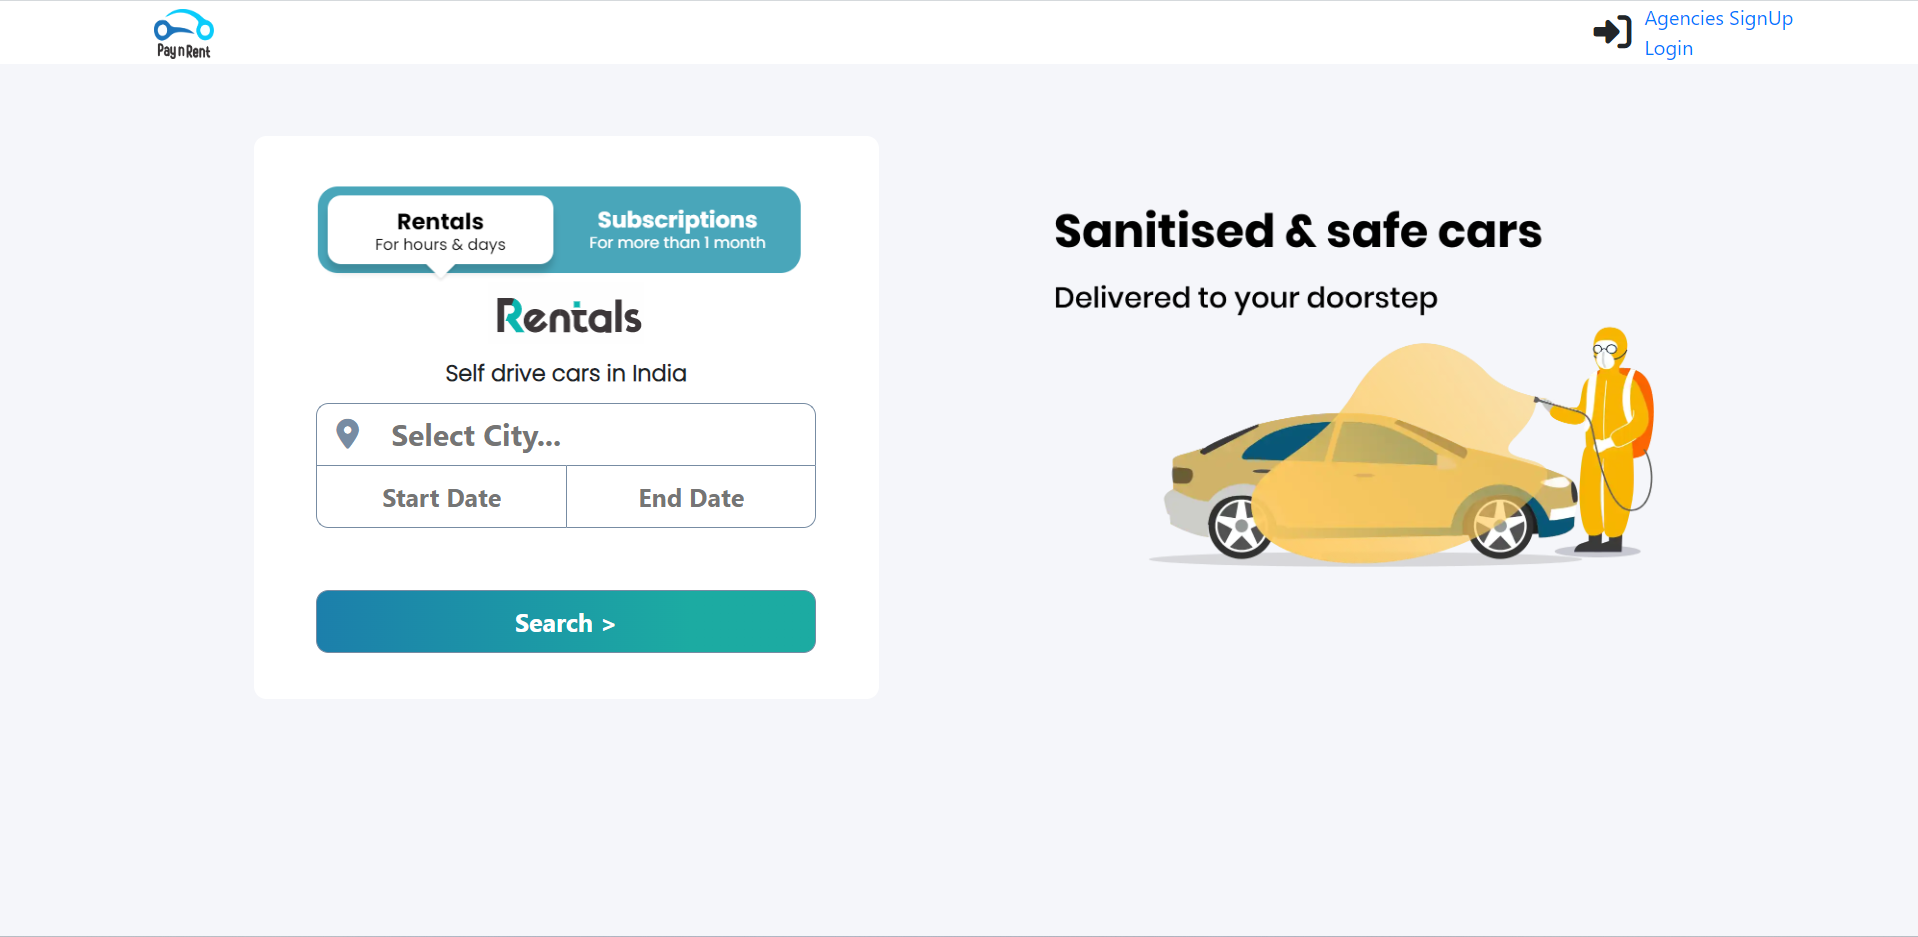 Pay n Rent
Agencies SignUp
Login
Rentals
For hours & days
Subscriptions
For more than 1 month
Rentals
Self drive cars in India
Select City...
Start Date
End Date
Search >
Sanitised & safe cars
Delivered to your doorstep